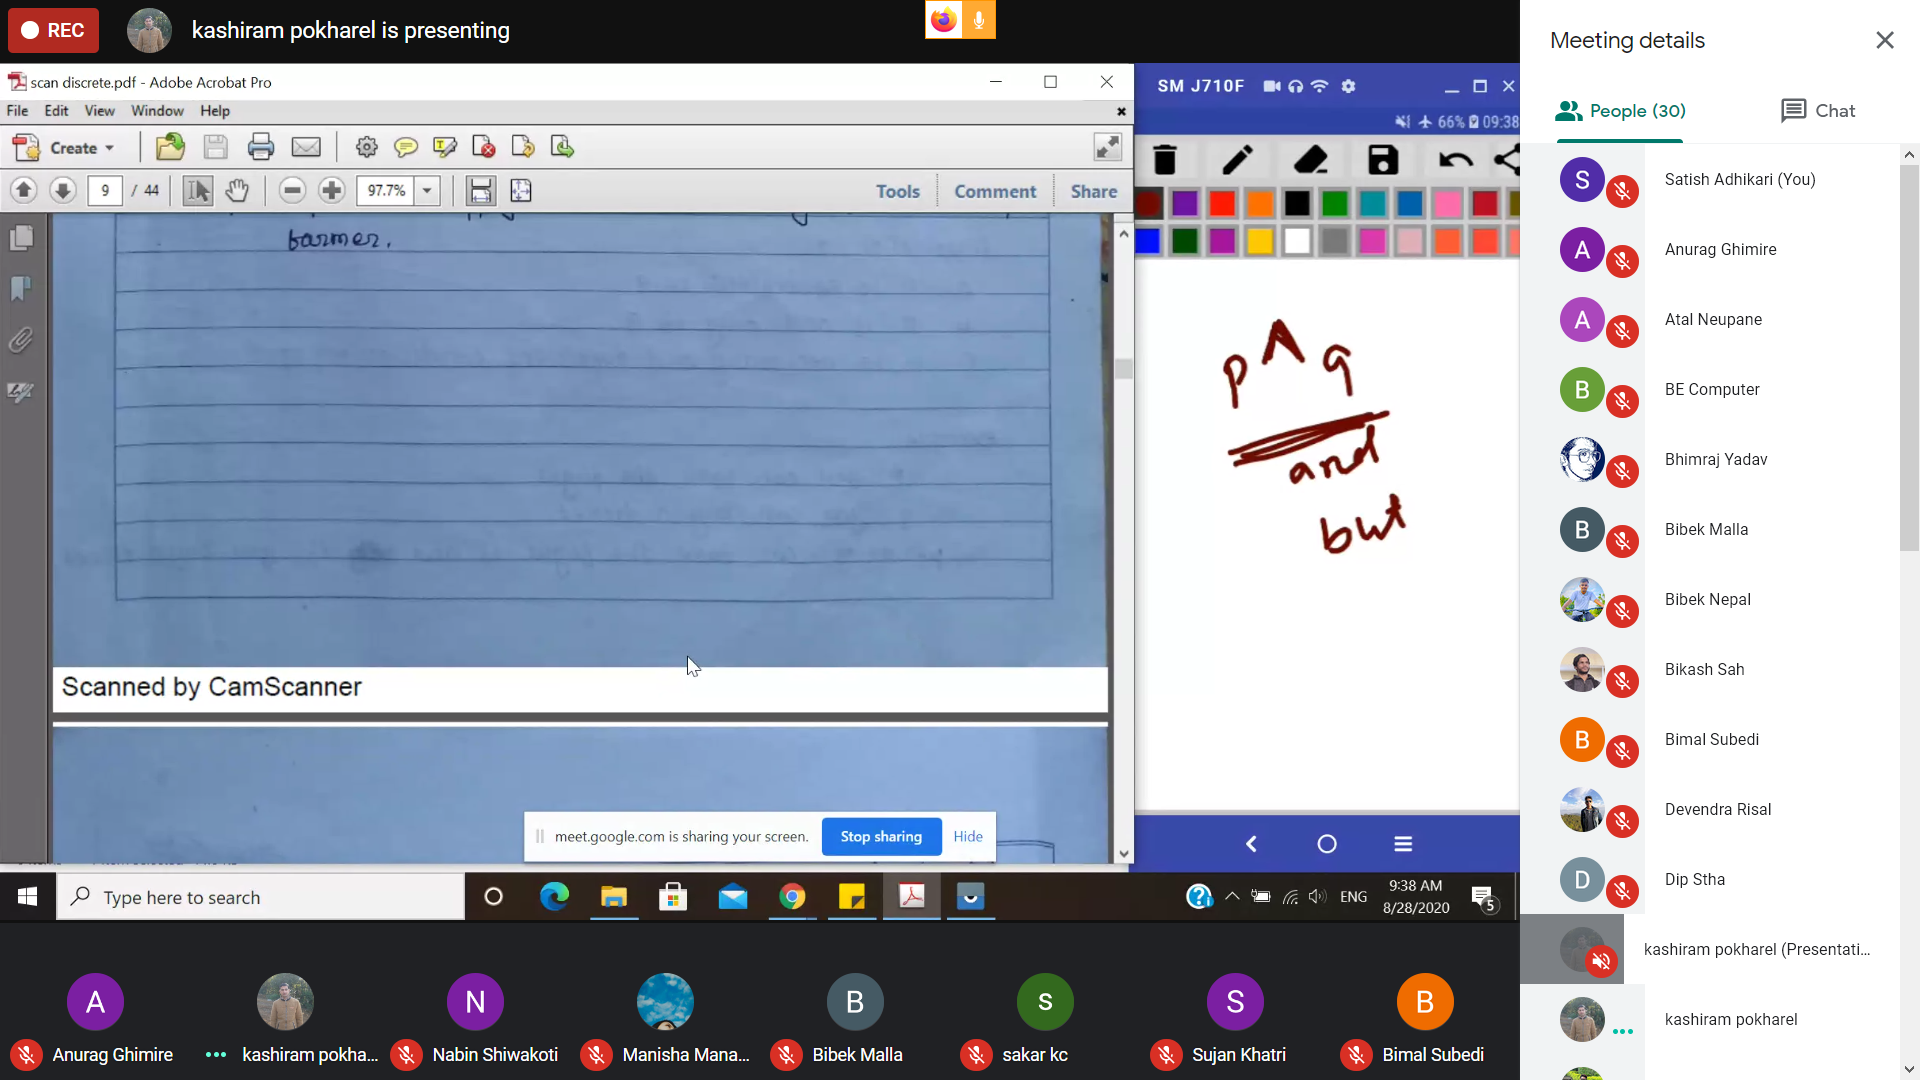 REC
kashiram pokharel is presenting
scan discrete.pdf - Adobe Acrobat Pro
File Edit View Window Help
Create
9 / 44
97.7%
Tools Comment Share
farmer.
Scanned by CamScanner
meet.google.com is sharing your screen. Stop sharing Hide
SM J710F
66% 09:38
p ∧ q
and
but
Type here to search
ENG
9:38 AM
8/28/2020
5
A
Anurag Ghimire
kashiram pokha...
N
Nabin Shiwakoti
Manisha Mana...
B
Bibek Malla
s
sakar kc
S
Sujan Khatri
B
Bimal Subedi
Meeting details
People (30) Chat
S Satish Adhikari (You)
A Anurag Ghimire
A Atal Neupane
B BE Computer
Bhimraj Yadav
B Bibek Malla
Bibek Nepal
Bikash Sah
B Bimal Subedi
Devendra Risal
D Dip Stha
kashiram pokharel (Presentati...
kashiram pokharel